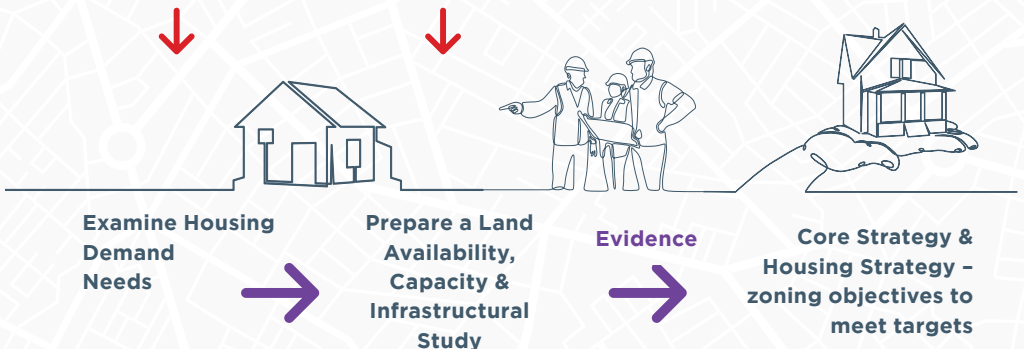 Examine Housing
Demand
Needs
Prepare a Land
Availability,
Capacity &
Infrastructural
Study
Evidence
Core Strategy &
Housing Strategy –
zoning objectives to
meet targets